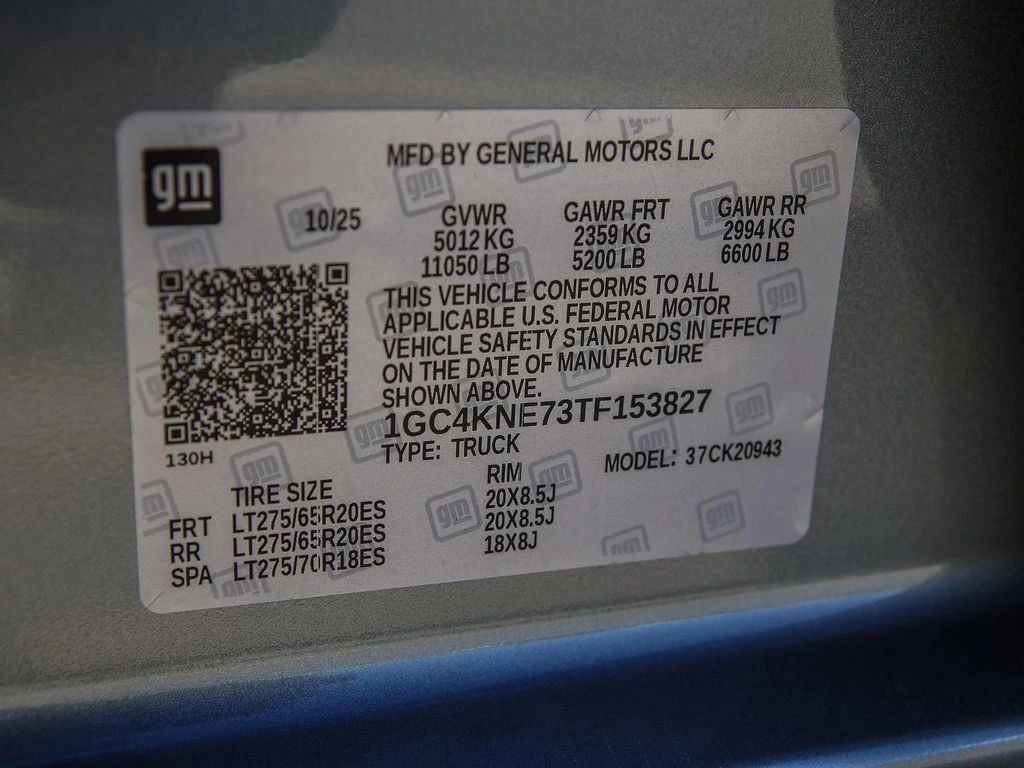 gm
MFD BY GENERAL MOTORS LLC
10/25 GVWR GAWR FRT GAWR RR
5012 KG 2359 KG 2994 KG
11050 LB 5200 LB 6600 LB
THIS VEHICLE CONFORMS TO ALL
APPLICABLE U.S. FEDERAL MOTOR
VEHICLE SAFETY STANDARDS IN EFFECT
ON THE DATE OF MANUFACTURE
SHOWN ABOVE.
1GC4KNE73TF153827
130H
TYPE: TRUCK MODEL: 37CK20943
TIRE SIZE RIM
FRT LT275/65R20ES 20X8.5J
RR LT275/65R20ES 20X8.5J
SPA LT275/70R18ES 18X8J